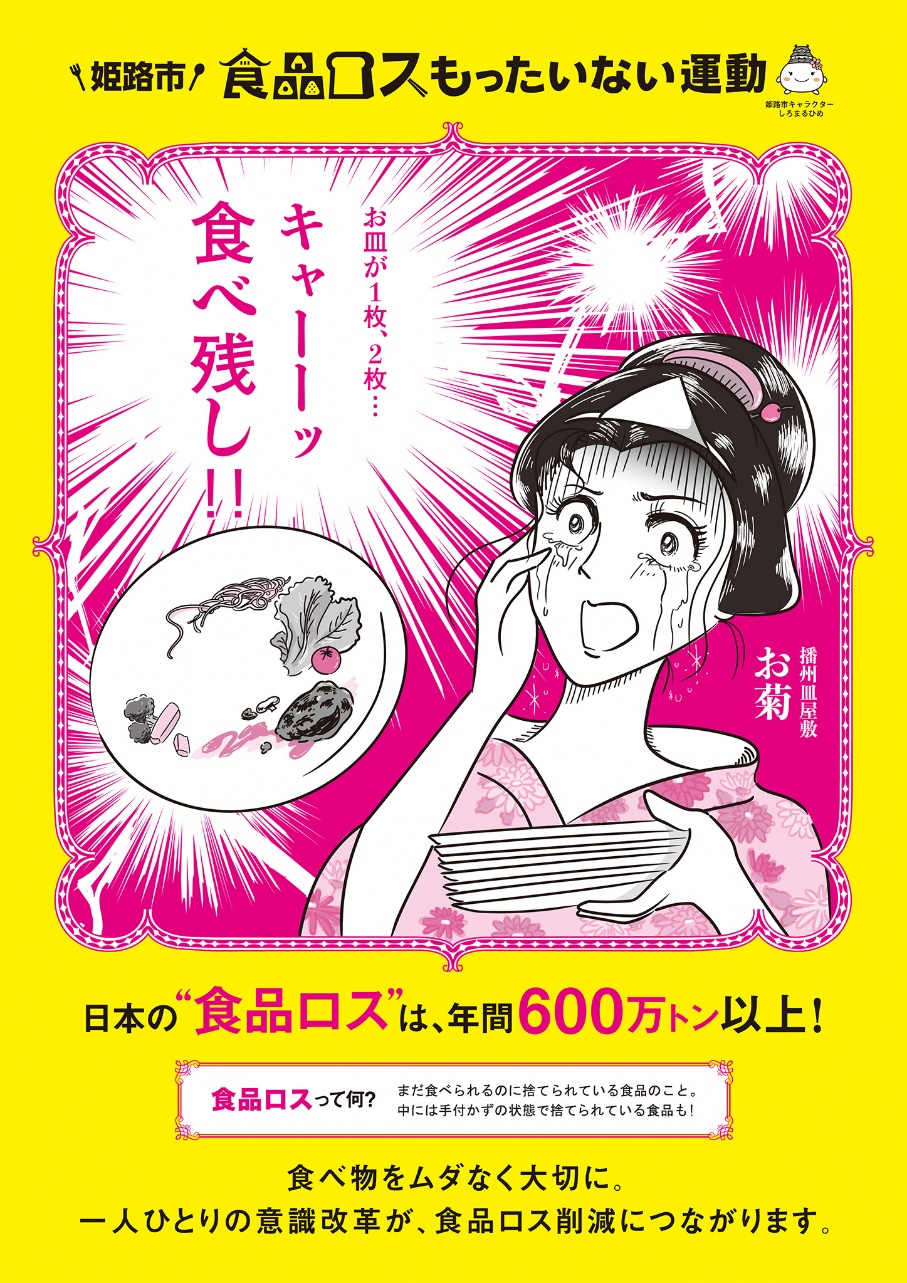 姫路市 食品ロスもったいない運動
姫路市キャラクター
しろまるひめ
お皿が1枚、2枚…
キャーーッ
食べ残し!!
播州皿屋敷
お菊
日本の“食品ロス”は、年間600万トン以上!
食品ロスって何?
まだ食べられるのに捨てられている食品のこと。
中には手付かずの状態で捨てられている食品も!
食べ物をムダなく大切に。
一人ひとりの意識改革が、食品ロス削減につながります。